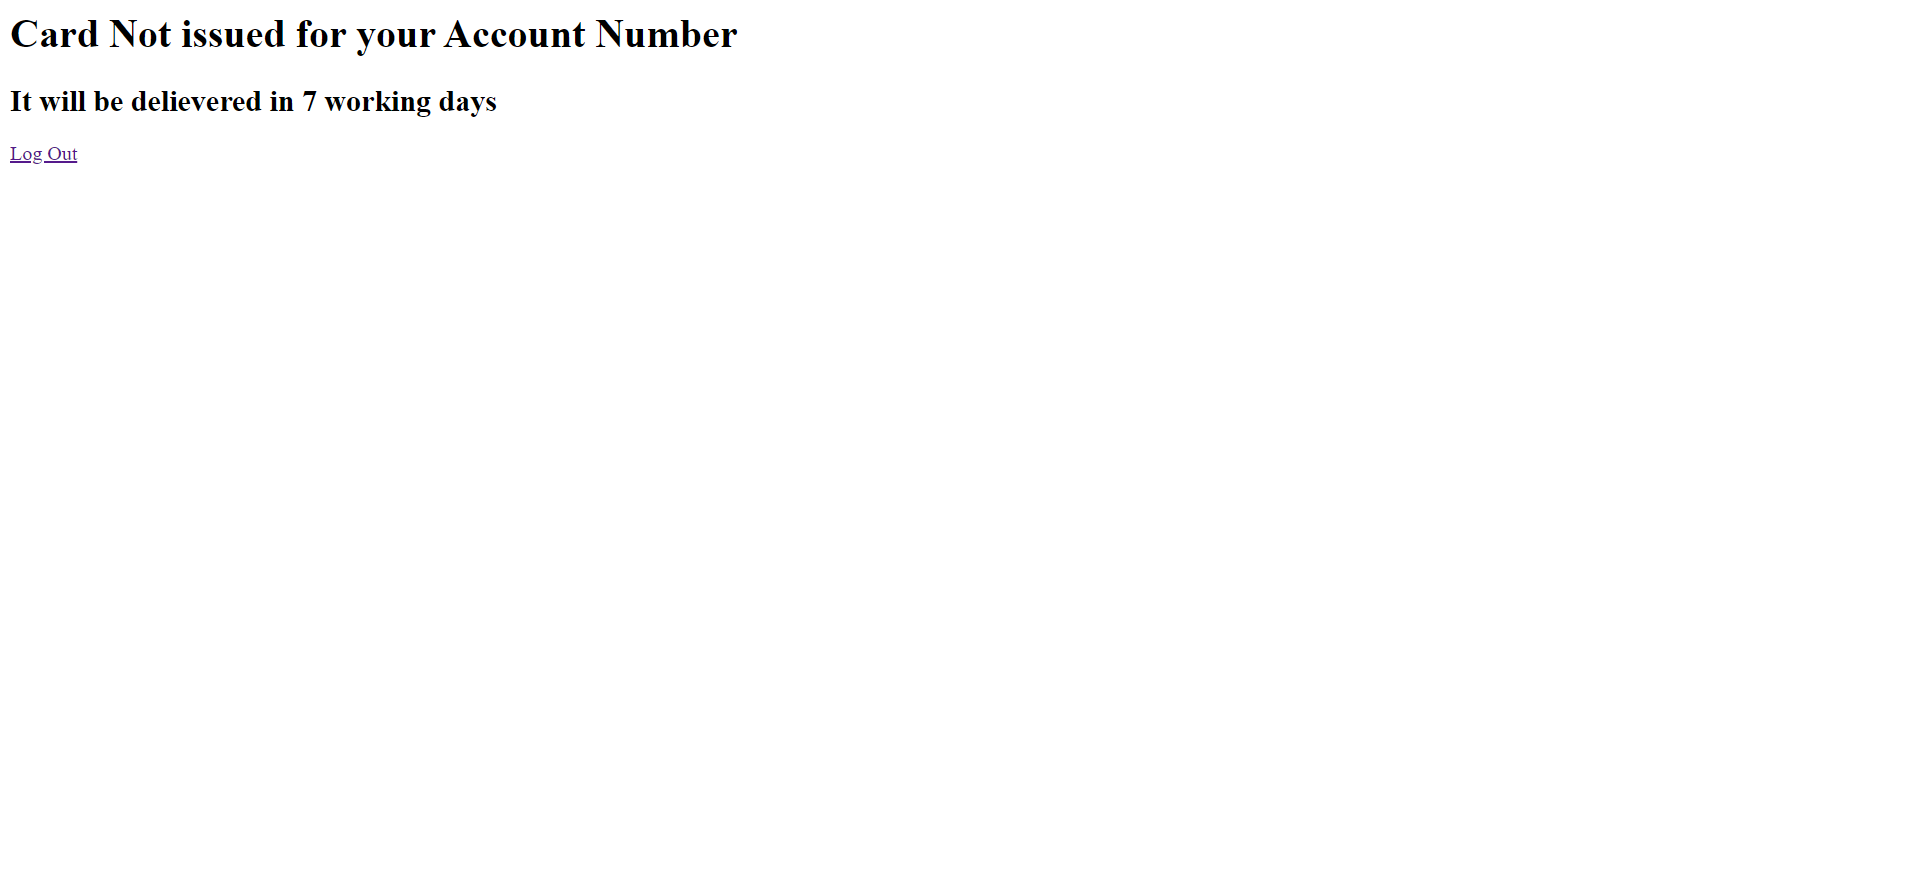 Card Not issued for your Account Number
It will be delievered in 7 working days
Log Out